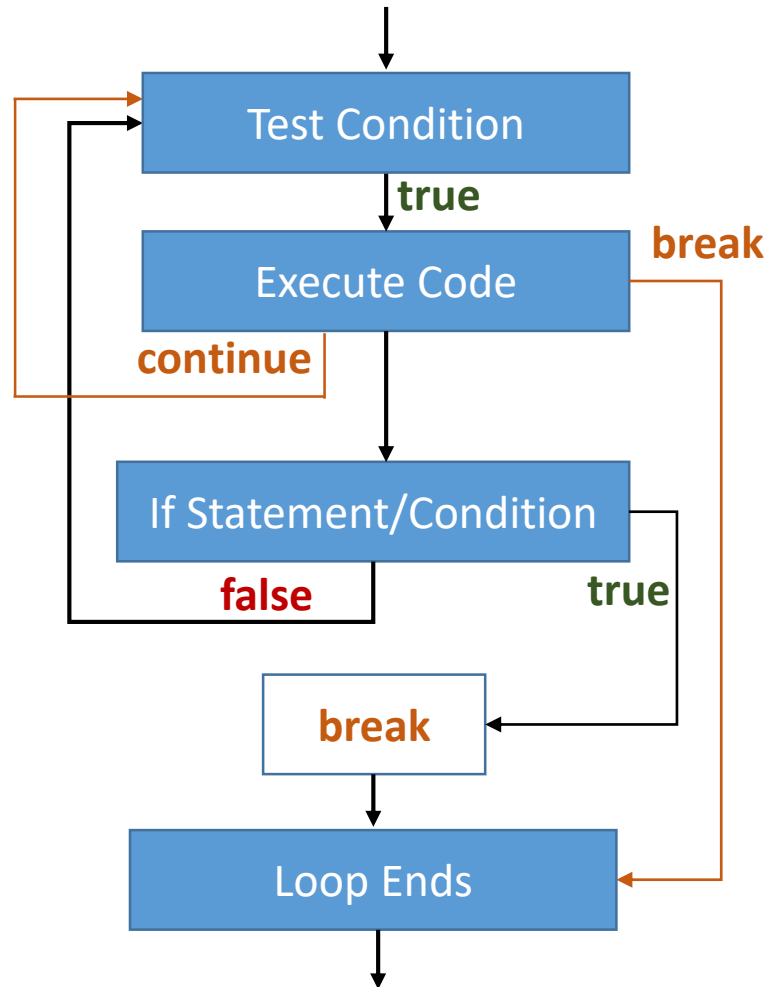 Test Condition
true
break
Execute Code
continue
If Statement/Condition
false
true
break
Loop Ends